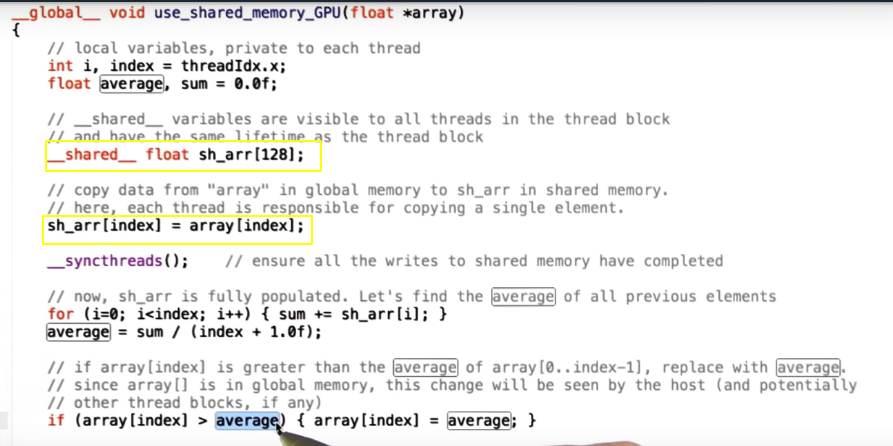 __global__ void use_shared_memory_GPU(float *array)
{
// local variables, private to each thread
int i, index = threadIdx.x;
float average, sum = 0.0f;
// __shared__ variables are visible to all threads in the thread block
// and have the same lifetime as the thread block
__shared__ float sh_arr[128];
// copy data from "array" in global memory to sh_arr in shared memory.
// here, each thread is responsible for copying a single element.
sh_arr[index] = array[index];
__syncthreads();    // ensure all the writes to shared memory have completed
// now, sh_arr is fully populated. Let's find the average of all previous elements
for (i=0; i<index; i++) { sum += sh_arr[i]; }
average = sum / (index + 1.0f);
// if array[index] is greater than the average of array[0..index-1], replace with average.
// since array[] is in global memory, this change will be seen by the host (and potentially
// other thread blocks, if any)
if (array[index] > average) { array[index] = average; }